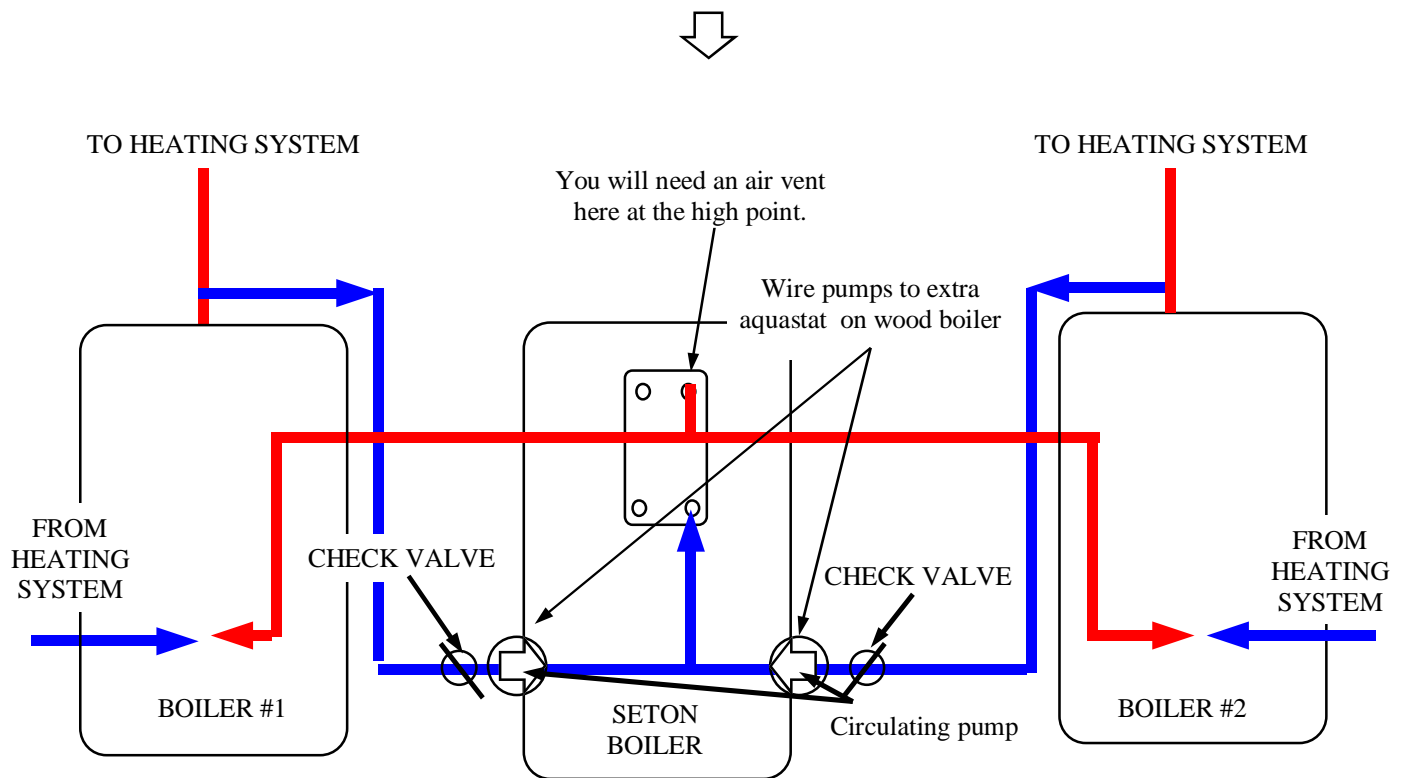 TO HEATING SYSTEM
TO HEATING SYSTEM
You will need an air vent
here at the high point.
Wire pumps to extra
aquastat on wood boiler
FROM
HEATING
SYSTEM
CHECK VALVE
CHECK VALVE
FROM
HEATING
SYSTEM
BOILER #1
SETON
BOILER
Circulating pump
BOILER #2